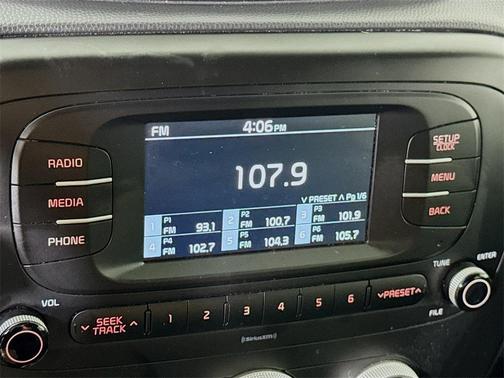 FM 4:06 PM
107.9
∨ PRESET ∧ Pg 1/6
1 P1 FM 93.1 2 P2 FM 100.7 3 P3 FM 101.9
4 P4 FM 102.7 5 P5 FM 104.3 6 P6 FM 105.7
RADIO
MEDIA
PHONE
SETUP
CLOCK
MENU
BACK
VOL
∨ SEEK ∧
TRACK
1 2 3 4 5 6
∨PRESET∧
TUNE
ENTER
FILE
SiriusXM